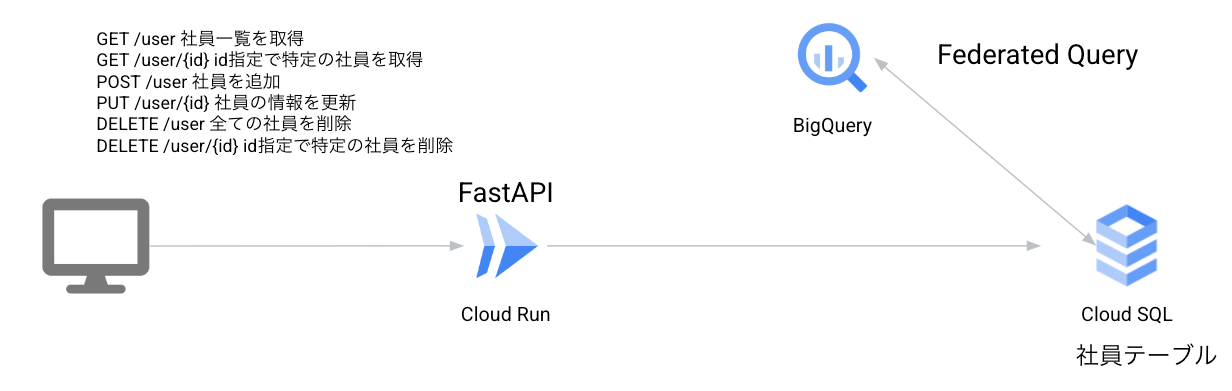 GET /user 社員一覧を取得
GET /user/{id} id指定で特定の社員を取得
POST /user 社員を追加
PUT /user/{id} 社員の情報を更新
DELETE /user 全ての社員を削除
DELETE /user/{id} id指定で特定の社員を削除
Federated Query
BigQuery
FastAPI
Cloud Run
Cloud SQL
社員テーブル